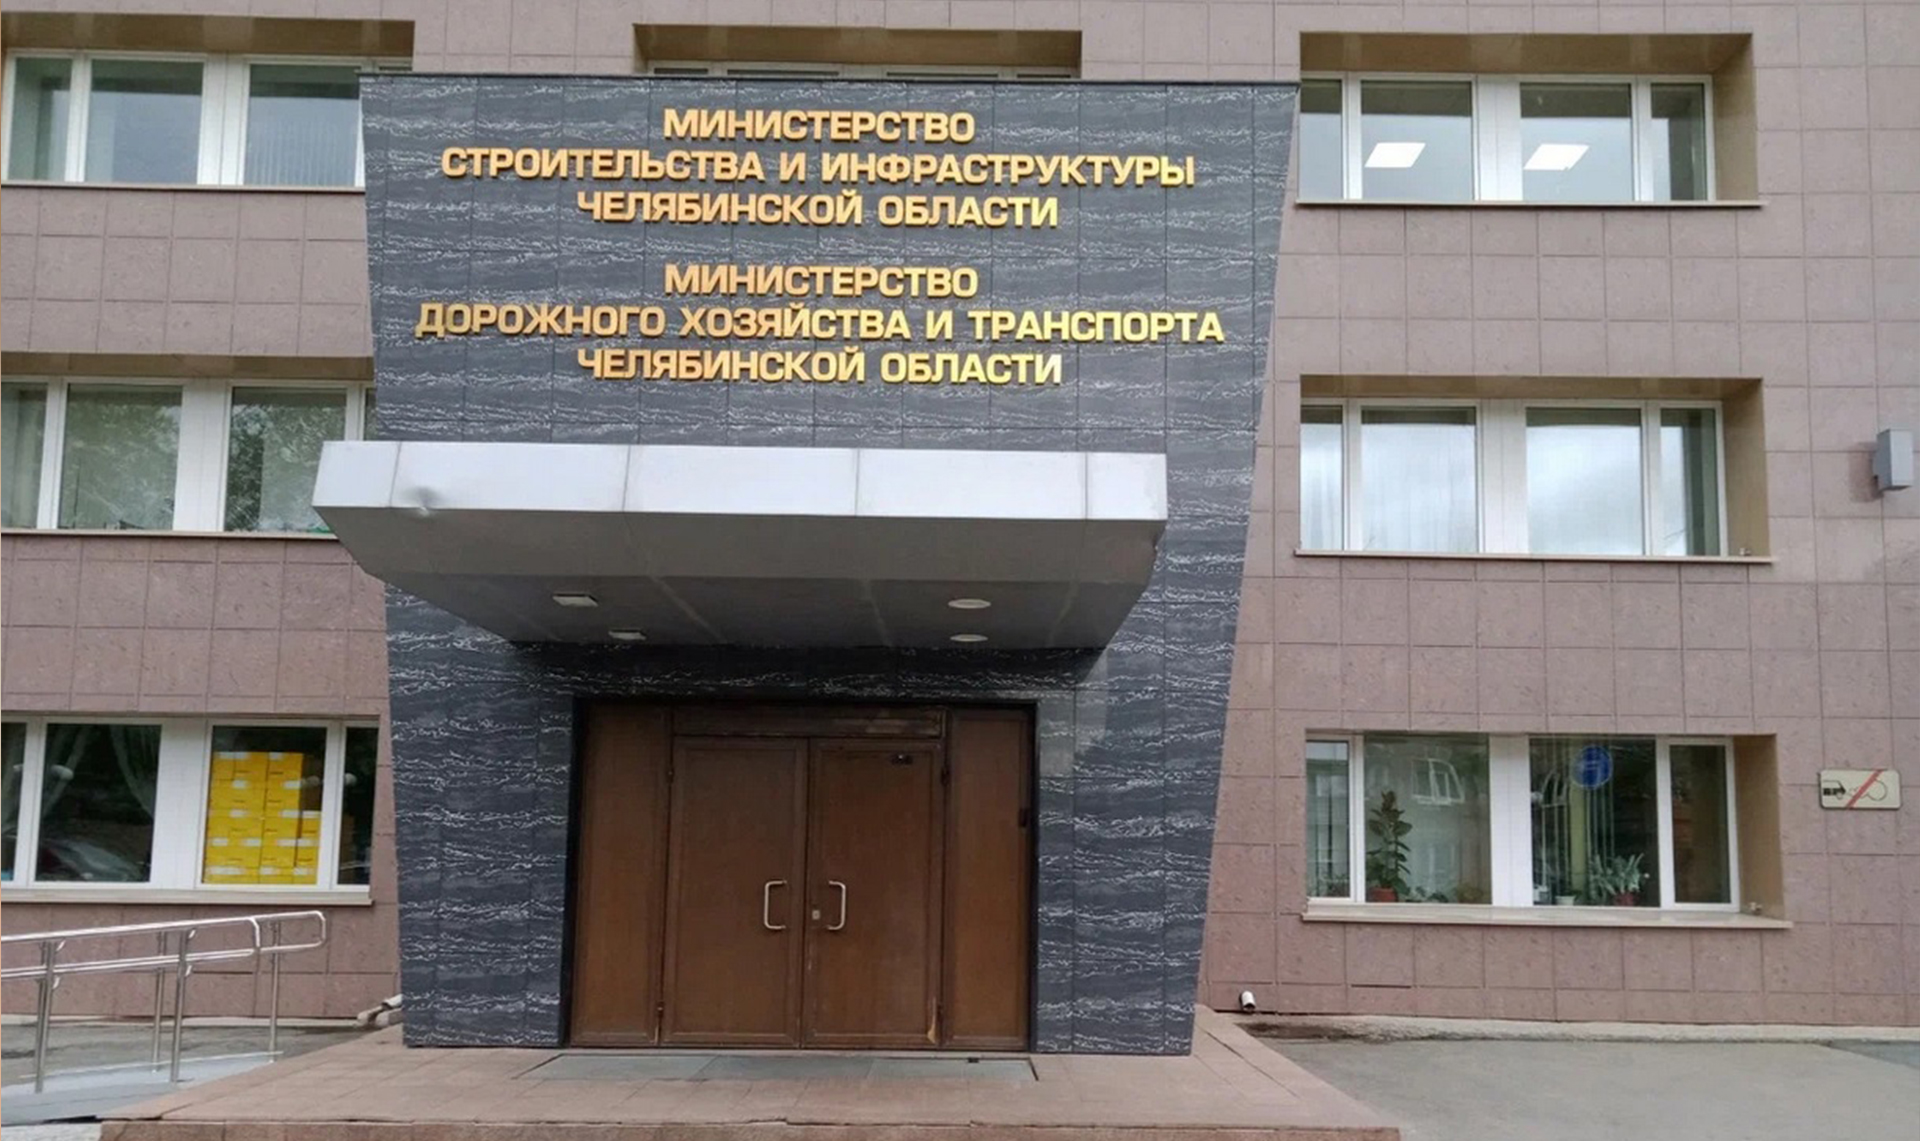 МИНИСТЕРСТВО
СТРОИТЕЛЬСТВА И ИНФРАСТРУКТУРЫ
ЧЕЛЯБИНСКОЙ ОБЛАСТИ
МИНИСТЕРСТВО
ДОРОЖНОГО ХОЗЯЙСТВА И ТРАНСПОРТА
ЧЕЛЯБИНСКОЙ ОБЛАСТИ